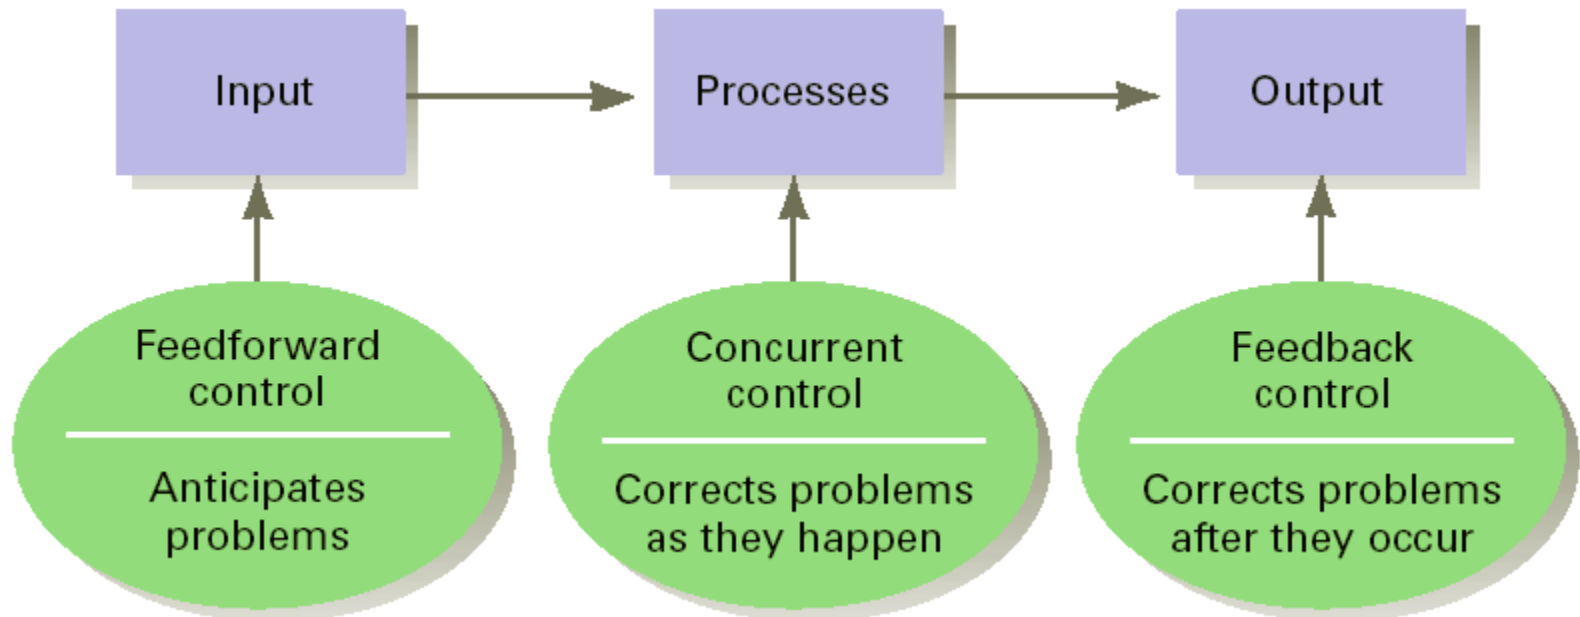 Input
Processes
Output
Feedforward
control
Anticipates
problems
Concurrent
control
Corrects problems
as they happen
Feedback
control
Corrects problems
after they occur